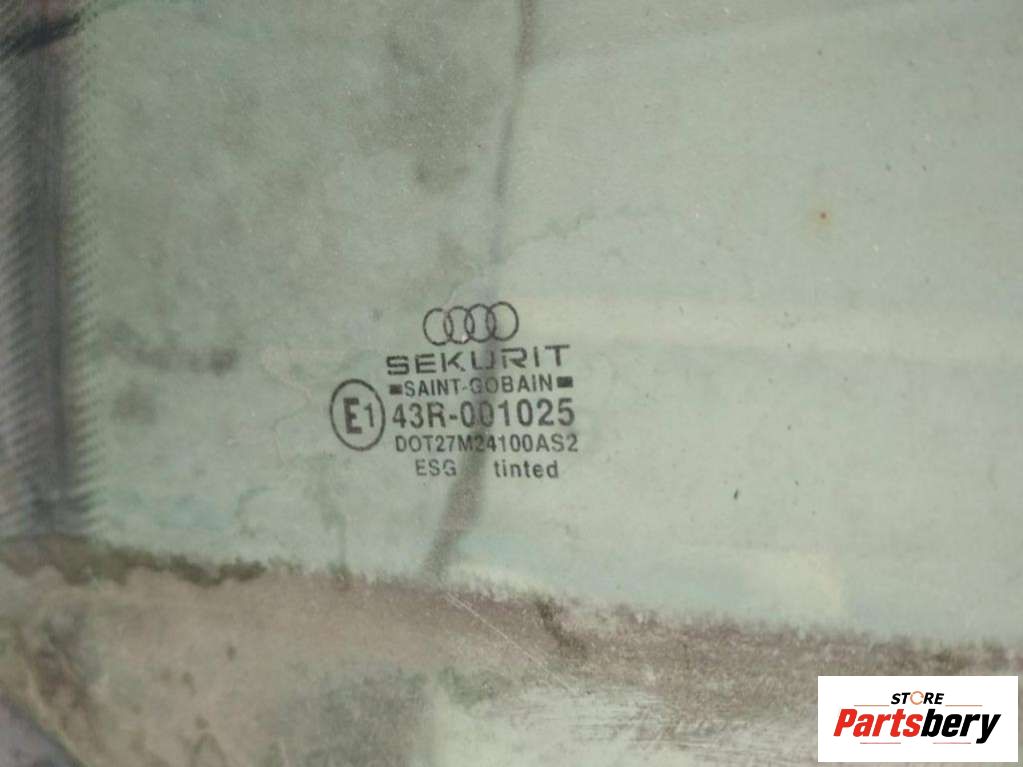 SEKURIT
SAINT-GOBAIN
E1 43R-001025
DOT27M24100AS2
ESG tinted
STORE
Partsbery